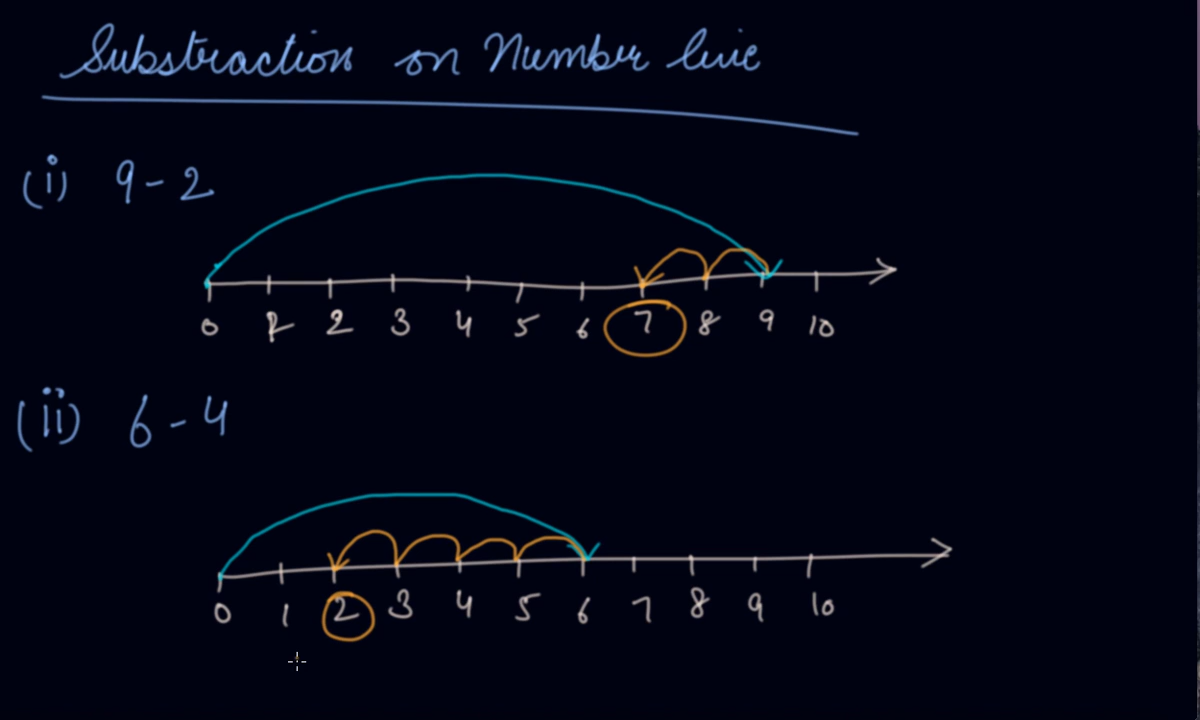 Substraction on Number line
(i) 9-2
0 1 2 3 4 5 6 7 8 9 10
(ii) 6-4
0 1 2 3 4 5 6 7 8 9 10